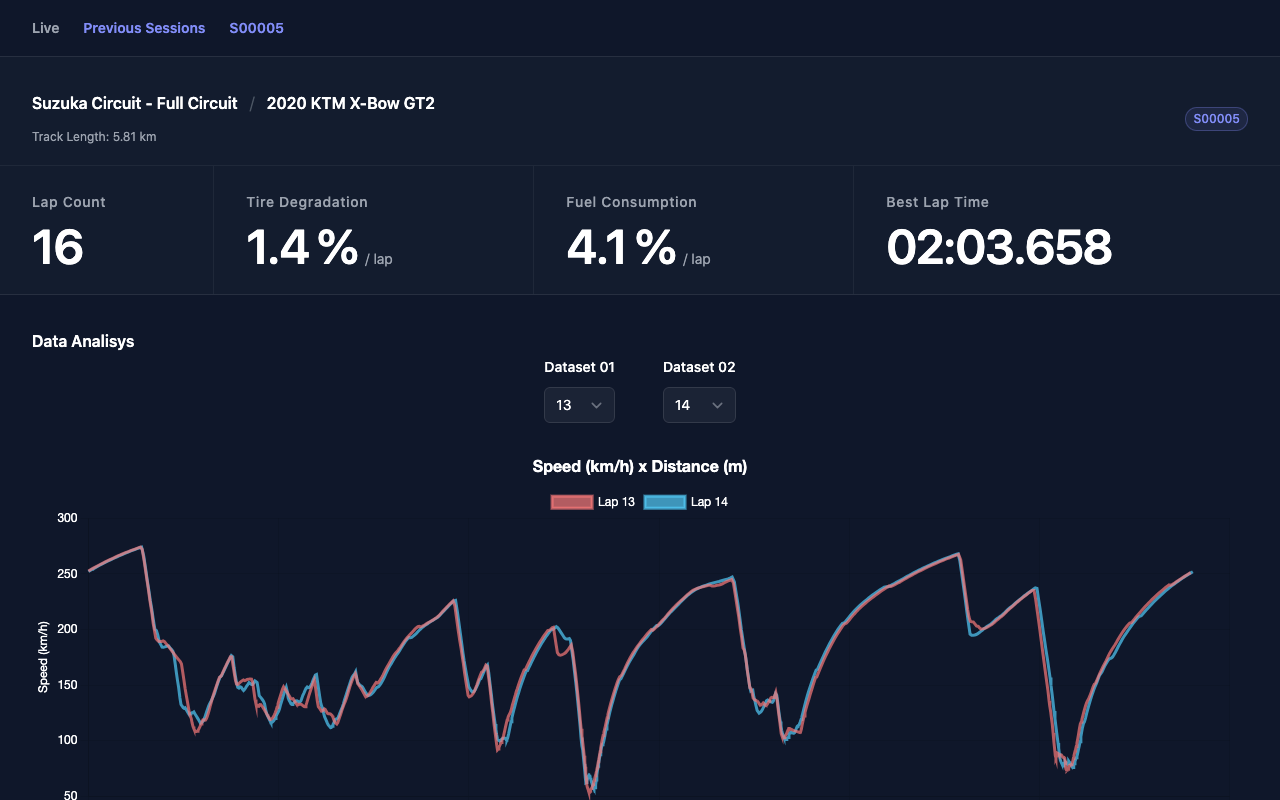 Live Previous Sessions S00005
Suzuka Circuit - Full Circuit / 2020 KTM X-Bow GT2
Track Length: 5.81 km
S00005
Lap Count
16
Tire Degradation
1.4 % / lap
Fuel Consumption
4.1 % / lap
Best Lap Time
02:03.658
Data Analisys
Dataset 01
13
Dataset 02
14
Speed (km/h) x Distance (m)
Lap 13 Lap 14
Speed (km/h)
300
250
200
150
100
50